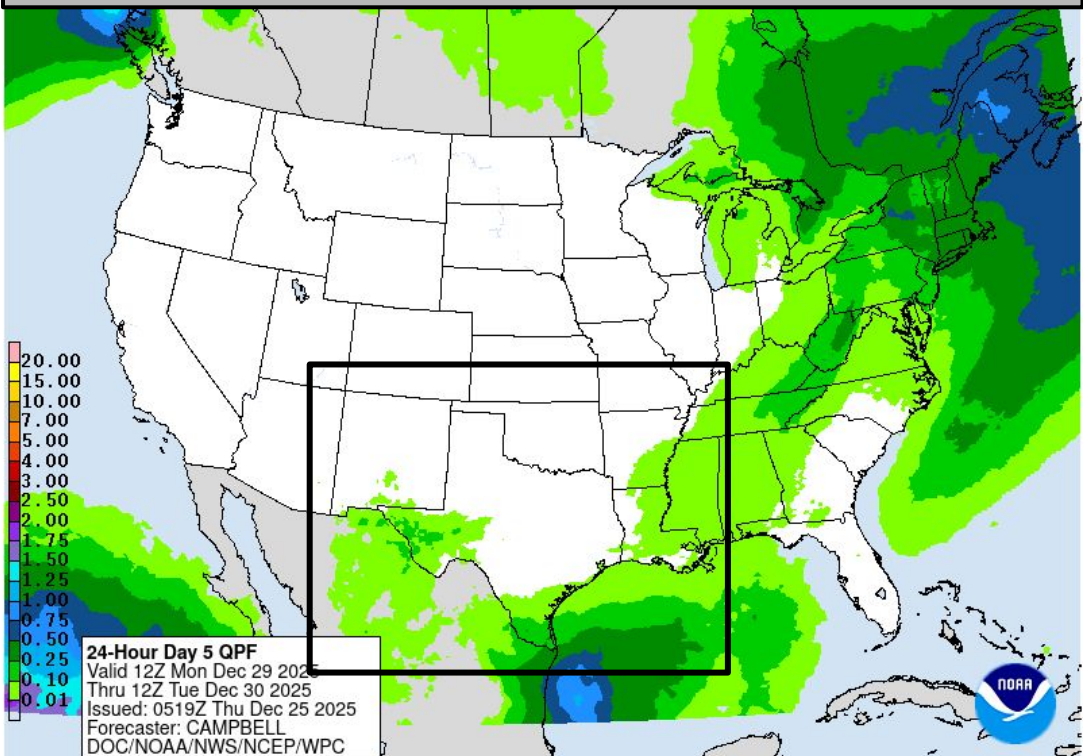 20.00
15.00
10.00
7.00
5.00
4.00
3.00
2.50
2.00
1.75
1.50
1.25
1.00
0.75
0.50
0.25
0.10
0.01
24-Hour Day 5 QPF
Valid 12Z Mon Dec 29 2025
Thru 12Z Tue Dec 30 2025
Issued: 0519Z Thu Dec 25 2025
Forecaster: CAMPBELL
DOC/NOAA/NWS/NCEP/WPC
NOAA